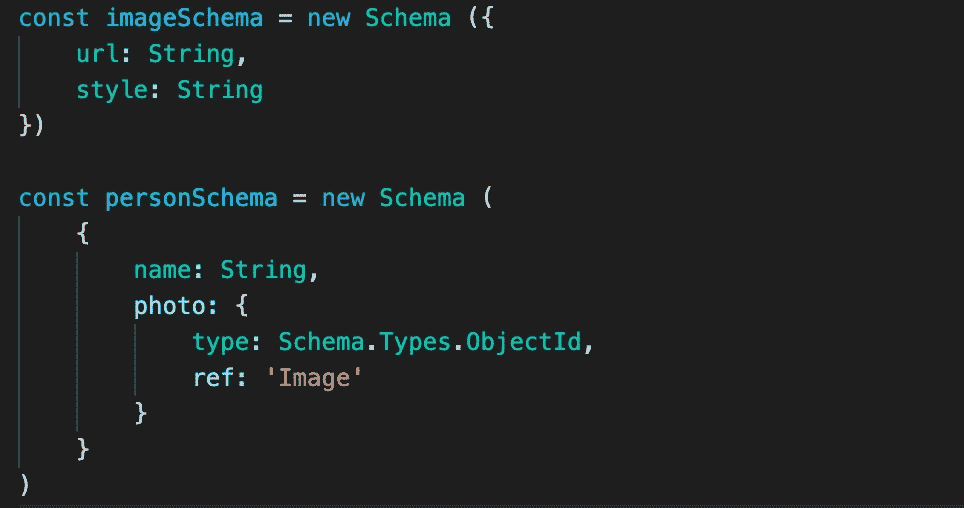 const imageSchema = new Schema ({
    url: String,
    style: String
})

const personSchema = new Schema (
    {
        name: String,
        photo: {
            type: Schema.Types.ObjectId,
            ref: 'Image'
        }
    }
)